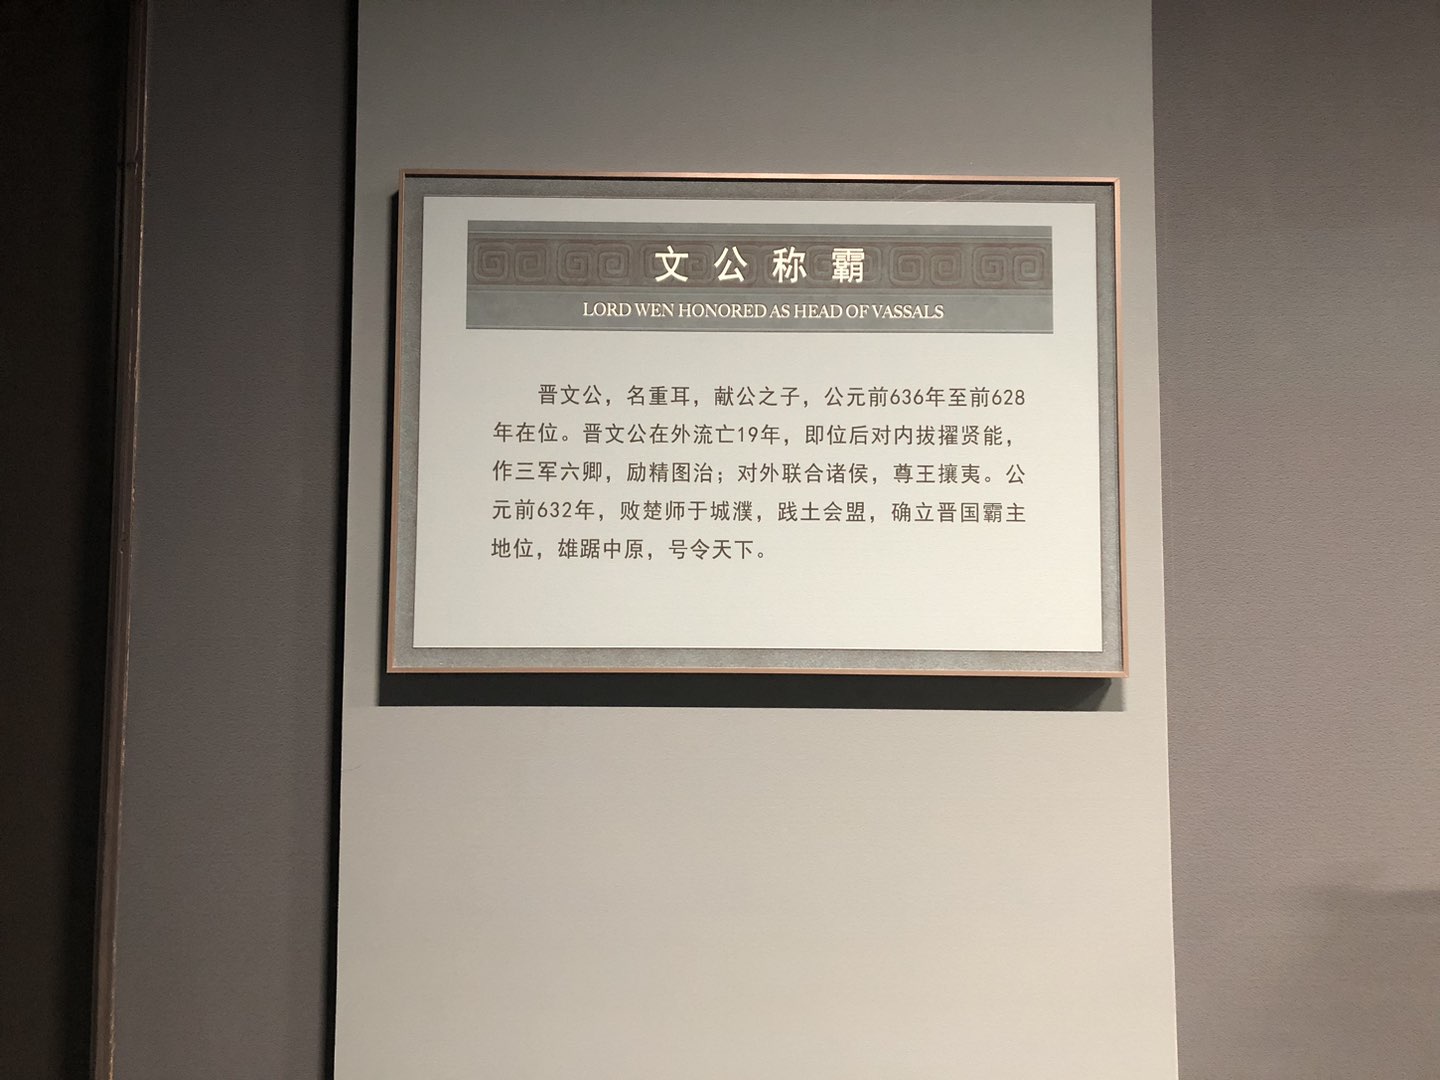 文公称霸
LORD WEN HONORED AS HEAD OF VASSALS
晋文公，名重耳，献公之子，公元前636年至前628
年在位。晋文公在外流亡19年，即位后对内拔擢贤能，
作三军六卿，励精图治；对外联合诸侯，尊王攘夷。公
元前632年，败楚师于城濮，践土会盟，确立晋国霸主
地位，雄踞中原，号令天下。